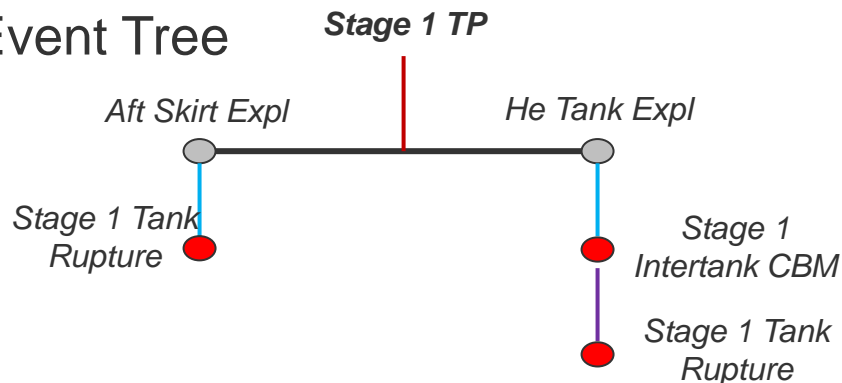 Event Tree
Stage 1 TP
Aft Skirt Expl
He Tank Expl
Stage 1 Tank
Rupture
Stage 1
Intertank CBM
Stage 1 Tank
Rupture